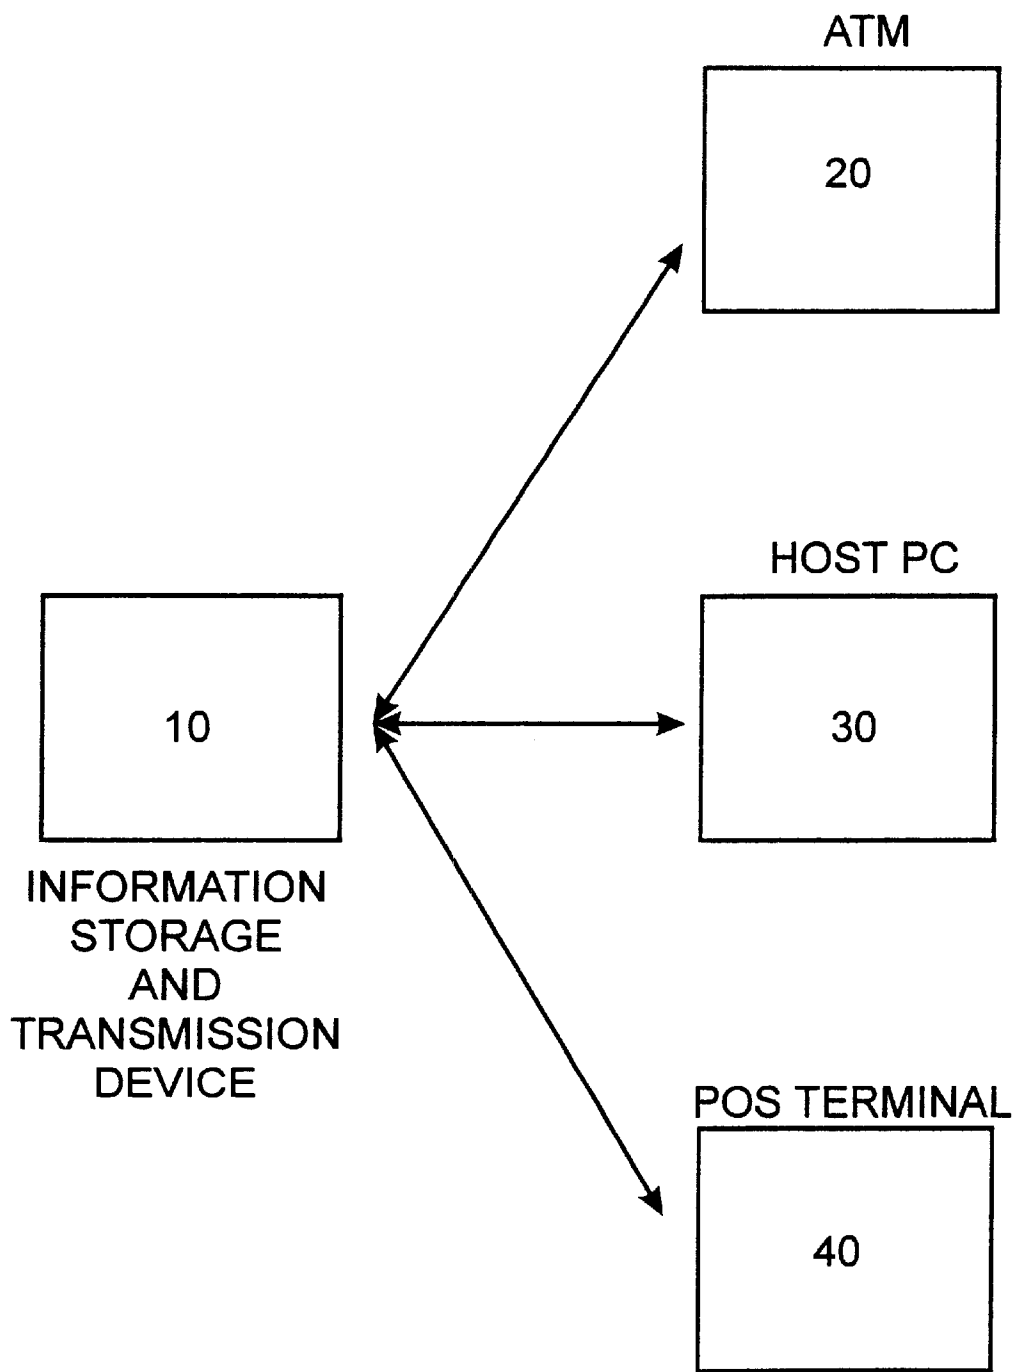 ATM
20
HOST PC
10
30
INFORMATION
STORAGE
AND
TRANSMISSION
DEVICE
POS TERMINAL
40